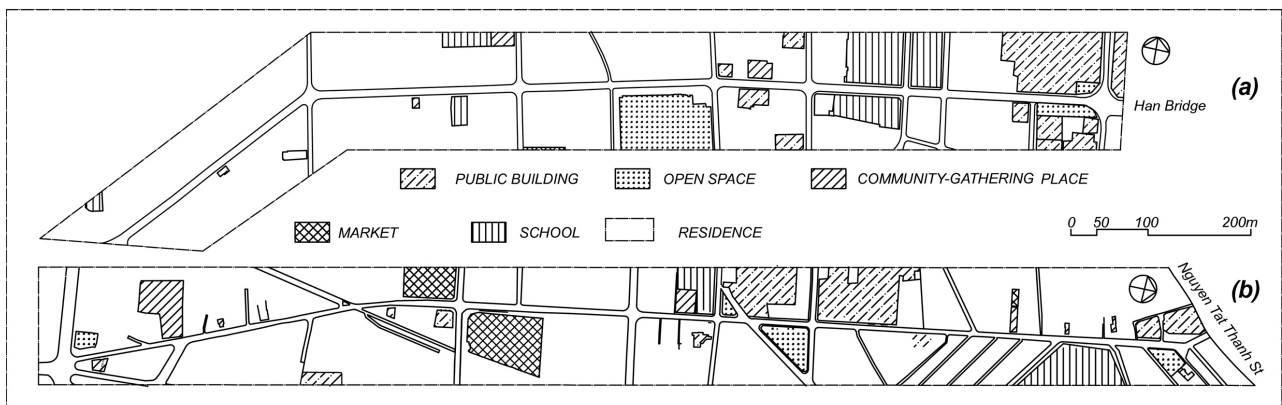 (a)
Han Bridge
PUBLIC BUILDING
OPEN SPACE
COMMUNITY-GATHERING PLACE
MARKET
SCHOOL
RESIDENCE
0 50 100 200m
(b)
Nguyen Tat Thanh St